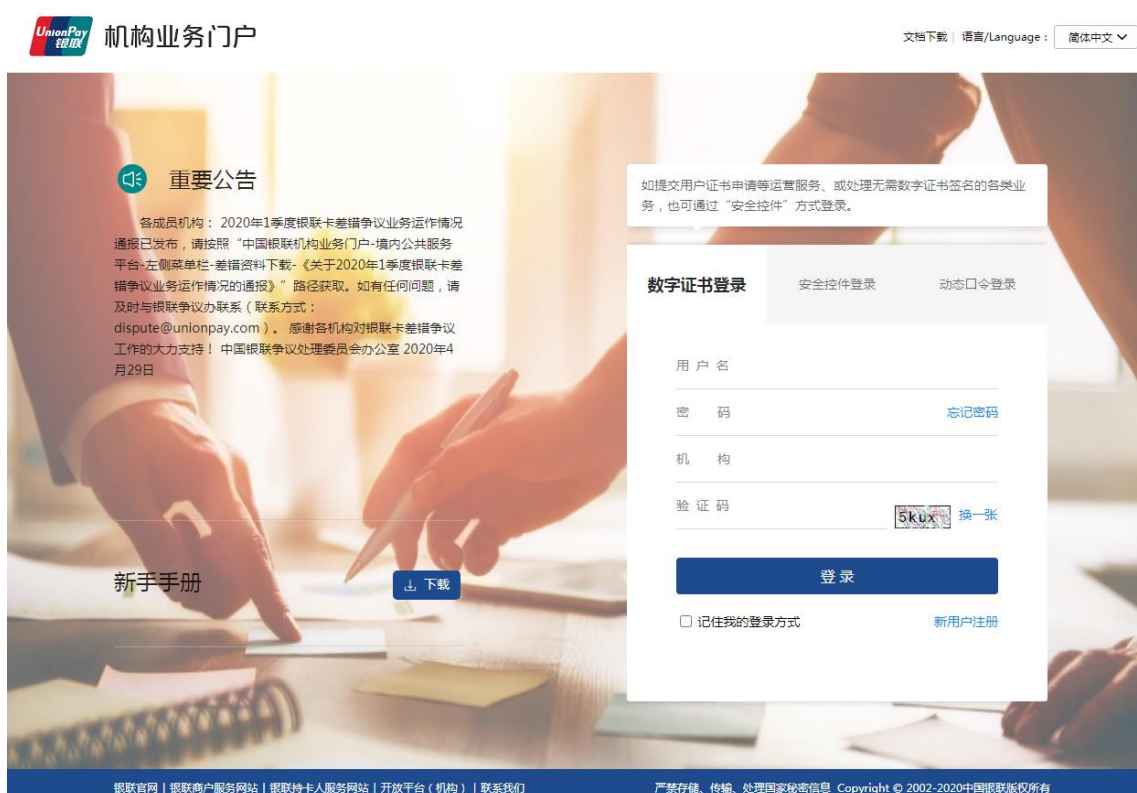 UnionPay
银联
机构业务门户
文档下载 | 语言/Language： 简体中文
重要公告
各成员机构： 2020年1季度银联卡差错争议业务运作情况
通报已发布，请按照“中国银联机构业务门户-境内公共服务
平台-左侧菜单栏-差错资料下载-《关于2020年1季度银联卡差
错争议业务运作情况的通报》”路径获取。如有任何问题，请
及时与银联争议办联系（联系方式：
dispute@unionpay.com）。 感谢各机构对银联卡差错争议
工作的大力支持！ 中国银联争议处理委员会办公室 2020年4
月29日
新手手册
下载
如提交用户证书申请等运营服务、或处理无需数字证书签名的各类业
务，也可通过“安全控件”方式登录。
数字证书登录 安全控件登录 动态口令登录
用户名
密 码 忘记密码
机 构
验证码 5kux 换一张
登录
记住我的登录方式 新用户注册
银联官网 | 银联商户服务网站 | 银联持卡人服务网站 | 开放平台（机构） | 联系我们
严禁存储、传输、处理国家秘密信息 Copyright © 2002-2020中国银联版权所有